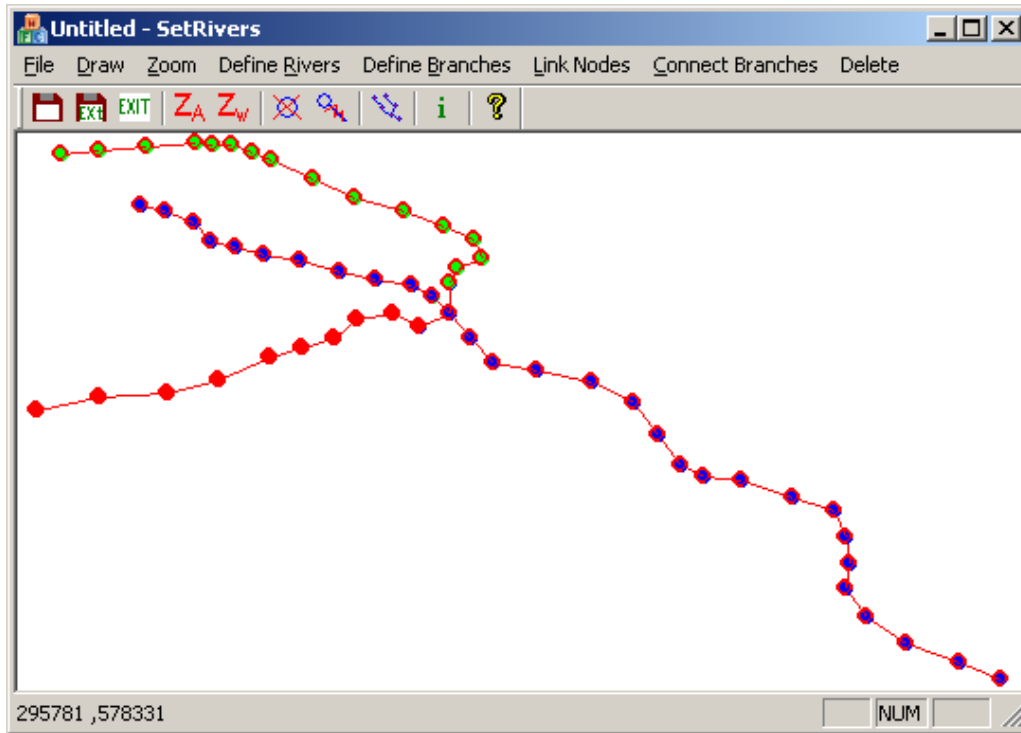 Untitled - SetRivers
File Draw Zoom Define Rivers Define Branches Link Nodes Connect Branches Delete
EXt EXIT ZA Zw i ?
295781 ,578331 NUM